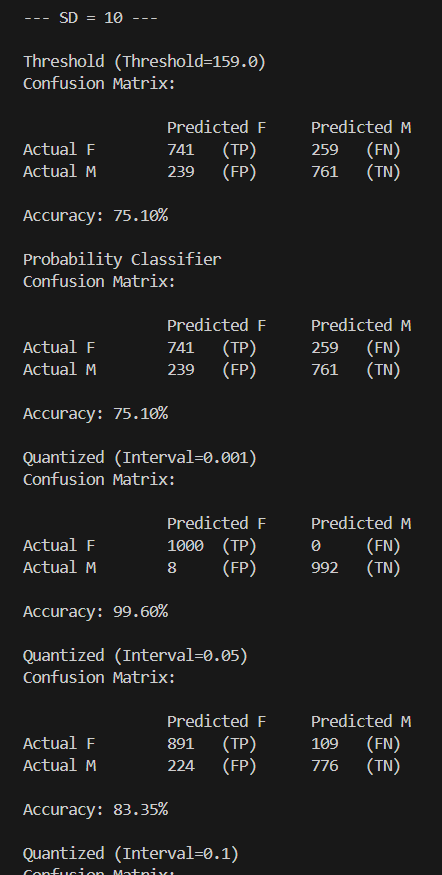 --- SD = 10 ---
Threshold (Threshold=159.0)
Confusion Matrix:
Predicted F Predicted M
Actual F 741 (TP) 259 (FN)
Actual M 239 (FP) 761 (TN)
Accuracy: 75.10%
Probability Classifier
Confusion Matrix:
Predicted F Predicted M
Actual F 741 (TP) 259 (FN)
Actual M 239 (FP) 761 (TN)
Accuracy: 75.10%
Quantized (Interval=0.001)
Confusion Matrix:
Predicted F Predicted M
Actual F 1000 (TP) 0 (FN)
Actual M 8 (FP) 992 (TN)
Accuracy: 99.60%
Quantized (Interval=0.05)
Confusion Matrix:
Predicted F Predicted M
Actual F 891 (TP) 109 (FN)
Actual M 224 (FP) 776 (TN)
Accuracy: 83.35%
Quantized (Interval=0.1)
Confusion Matrix: